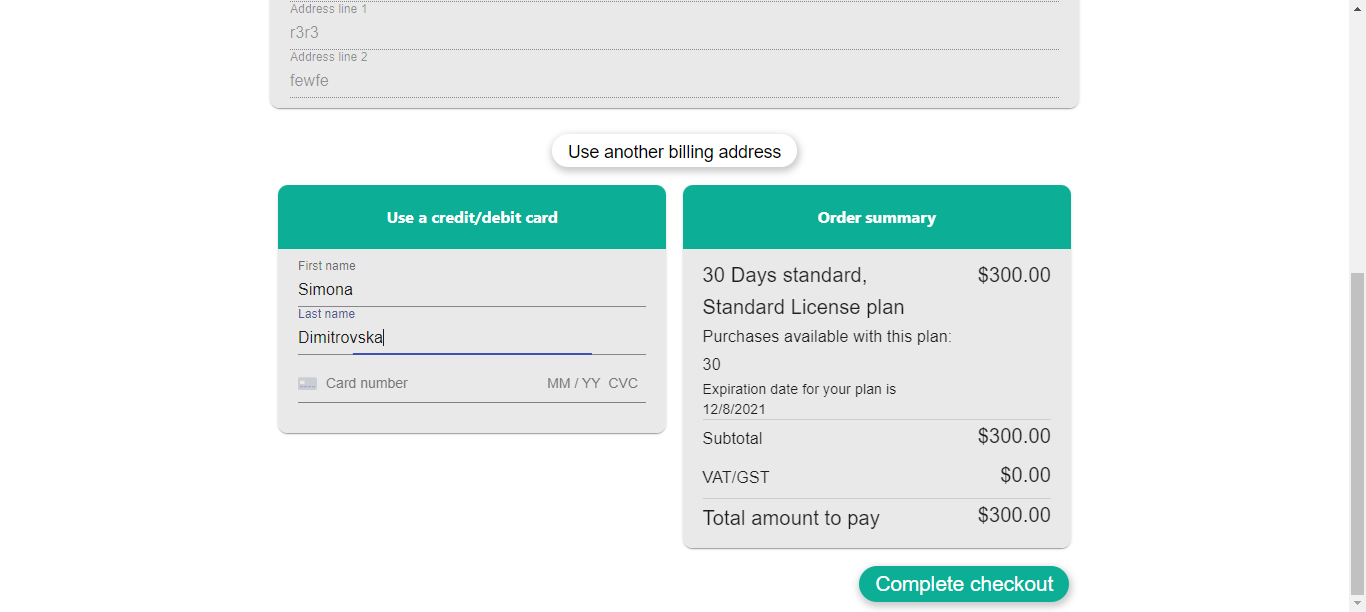 Address line 1
r3r3
Address line 2
fewfe
Use another billing address
Use a credit/debit card
First name
Simona
Last name
Dimitrovska
Card number MM / YY CVC
Order summary
30 Days standard, $300.00
Standard License plan
Purchases available with this plan:
30
Expiration date for your plan is
12/8/2021
Subtotal $300.00
VAT/GST $0.00
Total amount to pay $300.00
Complete checkout